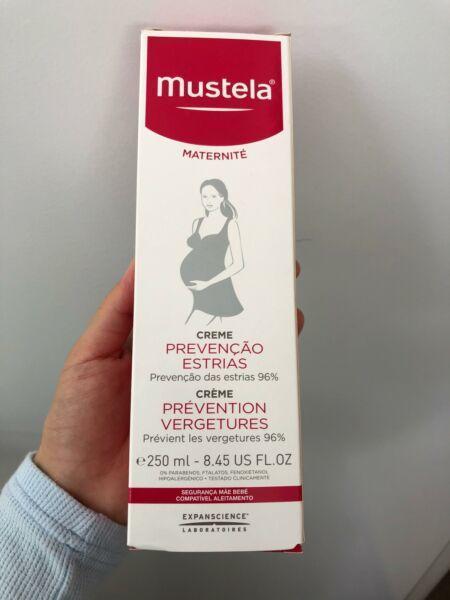 mustela®
MATERNITÉ
CREME
PREVENÇÃO
ESTRIAS
Prevenção das estrias 96%
CRÈME
PRÉVENTION
VERGETURES
Prévient les vergetures 96%
℮250 ml - 8.45 US FL.OZ
0% PARABENOS, FTALATOS, FENOXIETANOL
HIPOALERGÉNICO • TESTADO CLINICAMENTE
SEGURANÇA MÃE BEBÉ
COMPATÍVEL ALEITAMENTO
EXPANSCIENCE®
LABORATOIRES